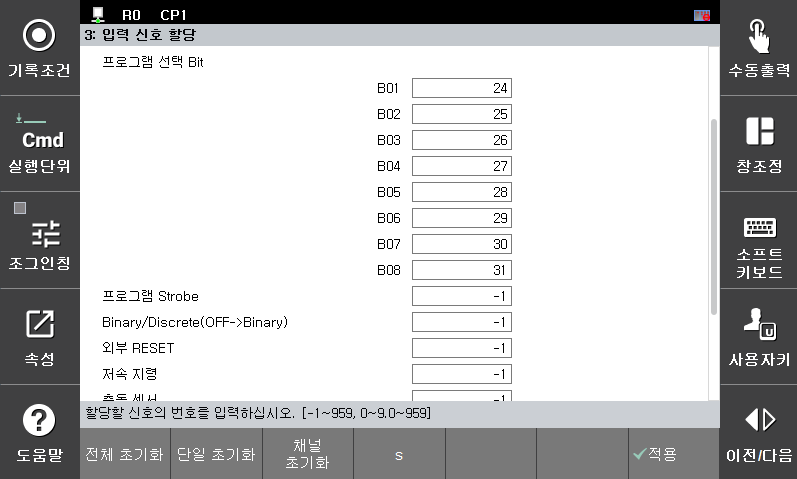 R0 CP1
3: 입력 신호 할당
프로그램 선택 Bit
B01 24
B02 25
B03 26
B04 27
B05 28
B06 29
B07 30
B08 31
프로그램 Strobe -1
Binary/Discrete(OFF->Binary) -1
외부 RESET -1
저속 지령 -1
충돌 센서 -1
할당할 신호의 번호를 입력하십시오. [-1~959, 0~9.0~959]
기록조건
Cmd
실행단위
조그인칭
속성
?
도움말
수동출력
창조정
소프트
키보드
U
사용자키
이전/다음
전체 초기화
단일 초기화
채널
초기화
s
적용